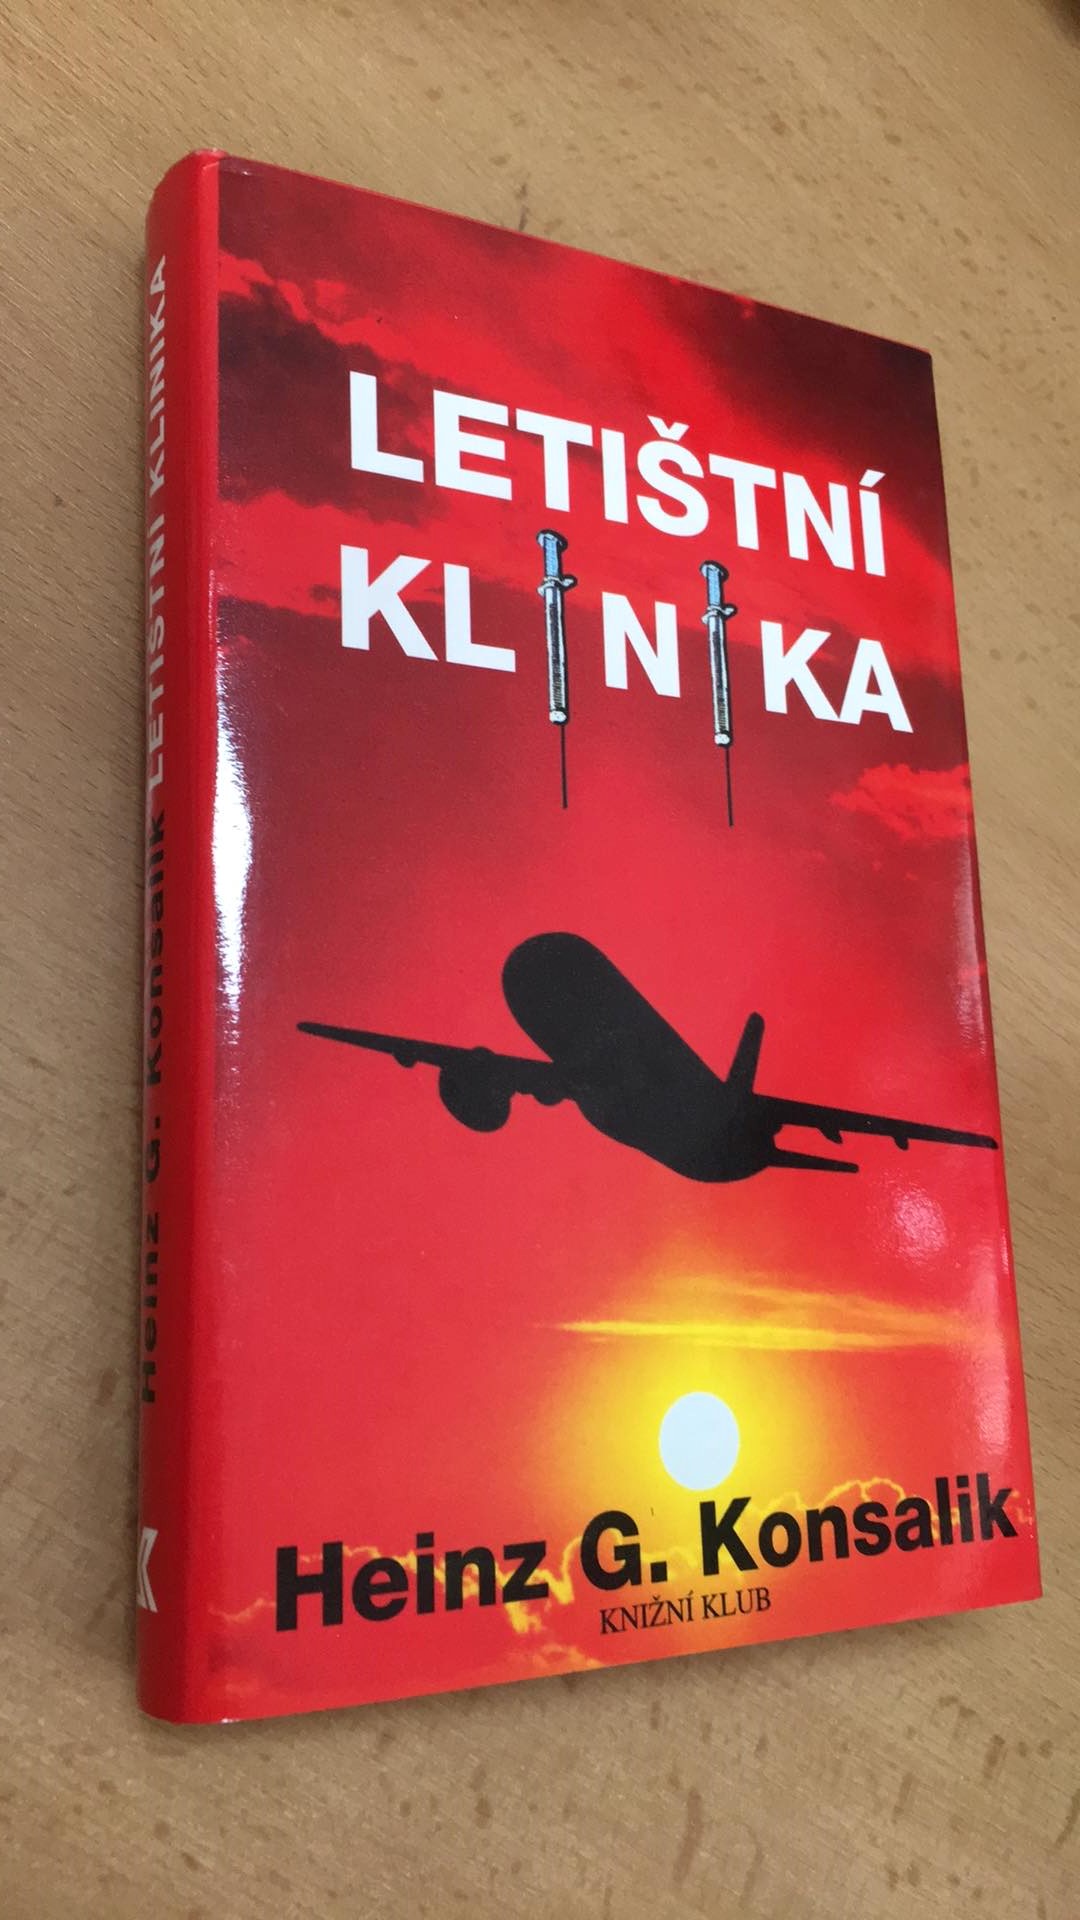 LETIŠTNÍ
KLINIKA
Heinz G. Konsalik
KNIŽNÍ KLUB
Heinz G. Konsalik LETIŠTNÍ KLINIKA